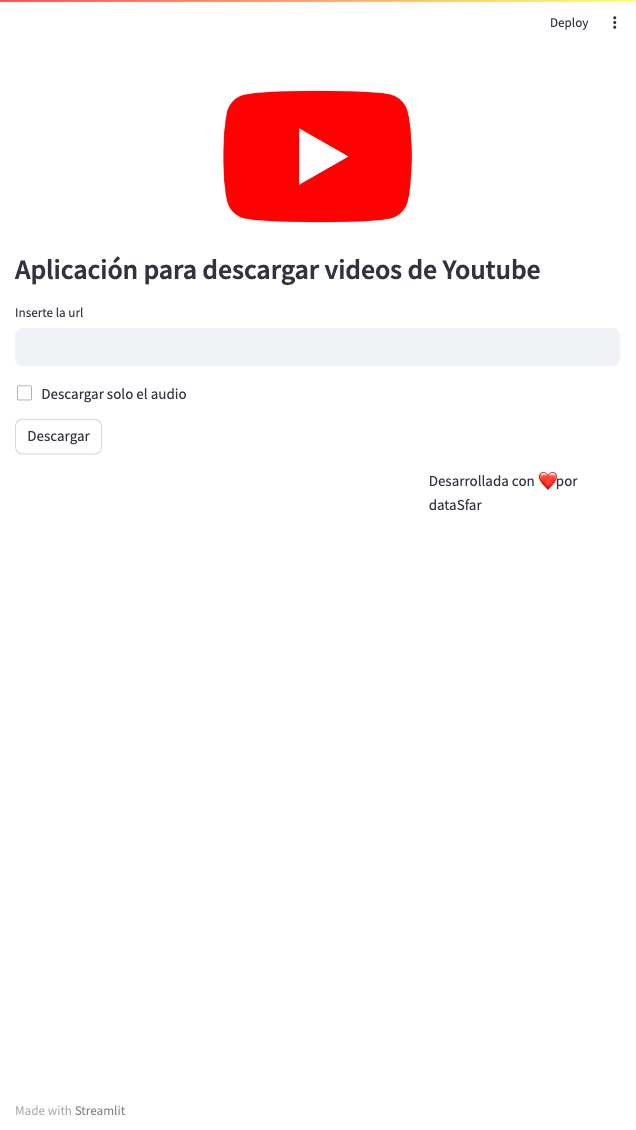 Deploy
Aplicación para descargar videos de Youtube
Inserte la url
Descargar solo el audio
Descargar
Desarrollada con ❤️por
dataSfar
Made with Streamlit